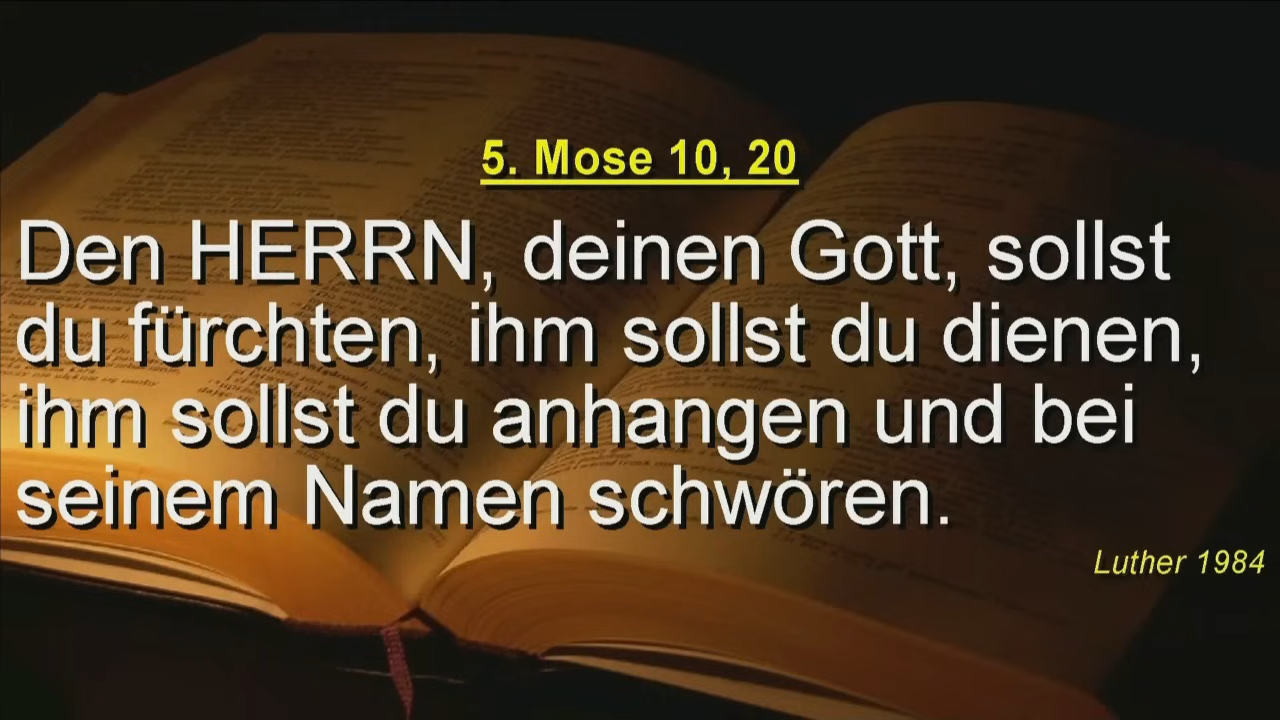 5. Mose 10, 20
Den HERRN, deinen Gott, sollst
du fürchten, ihm sollst du dienen,
ihm sollst du anhangen und bei
seinem Namen schwören.
Luther 1984